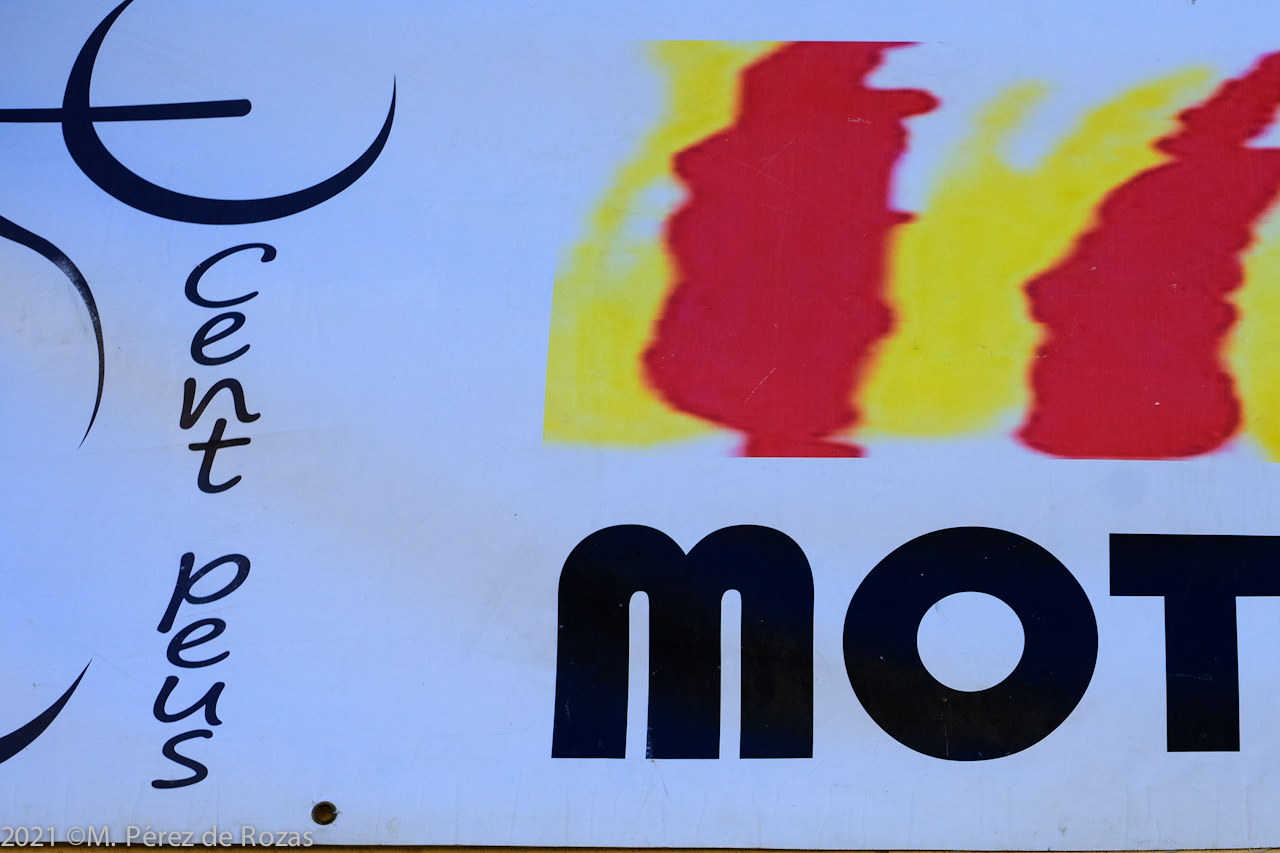 cent
peus
MOT
2021 ©M. Pérez de Rozas